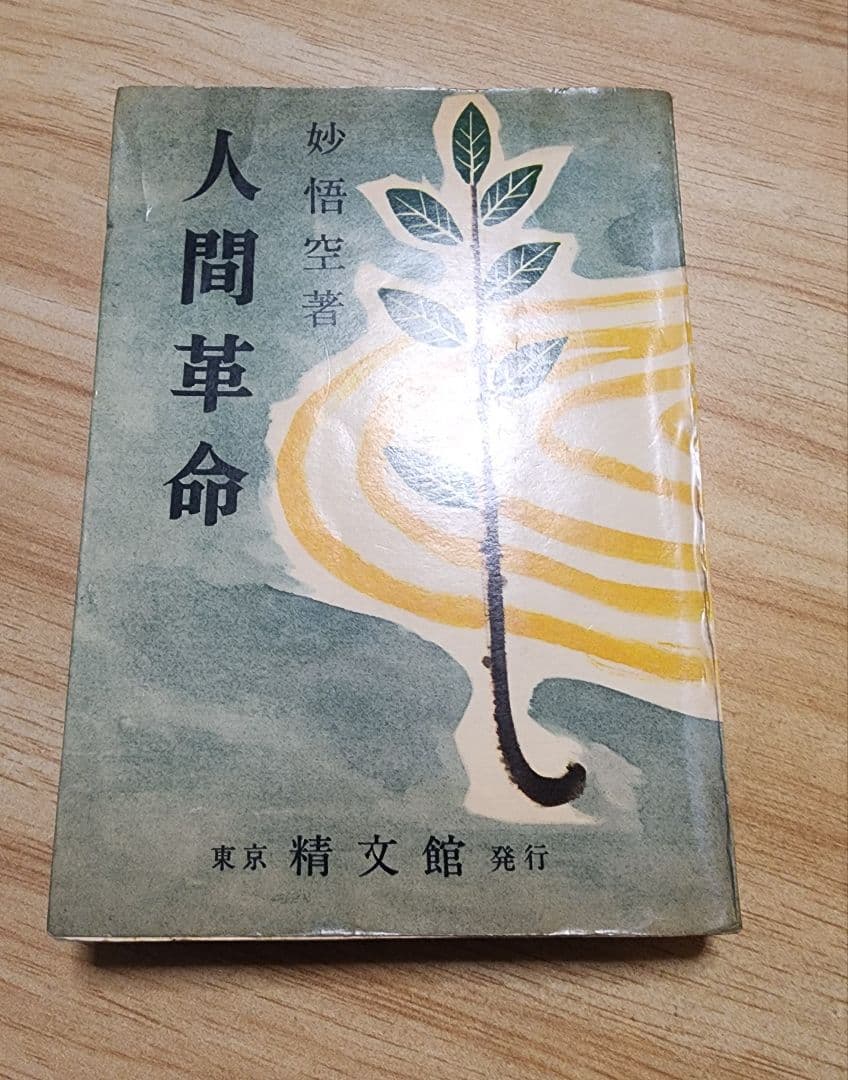 妙悟空著
人間革命
東京 精文館 発行